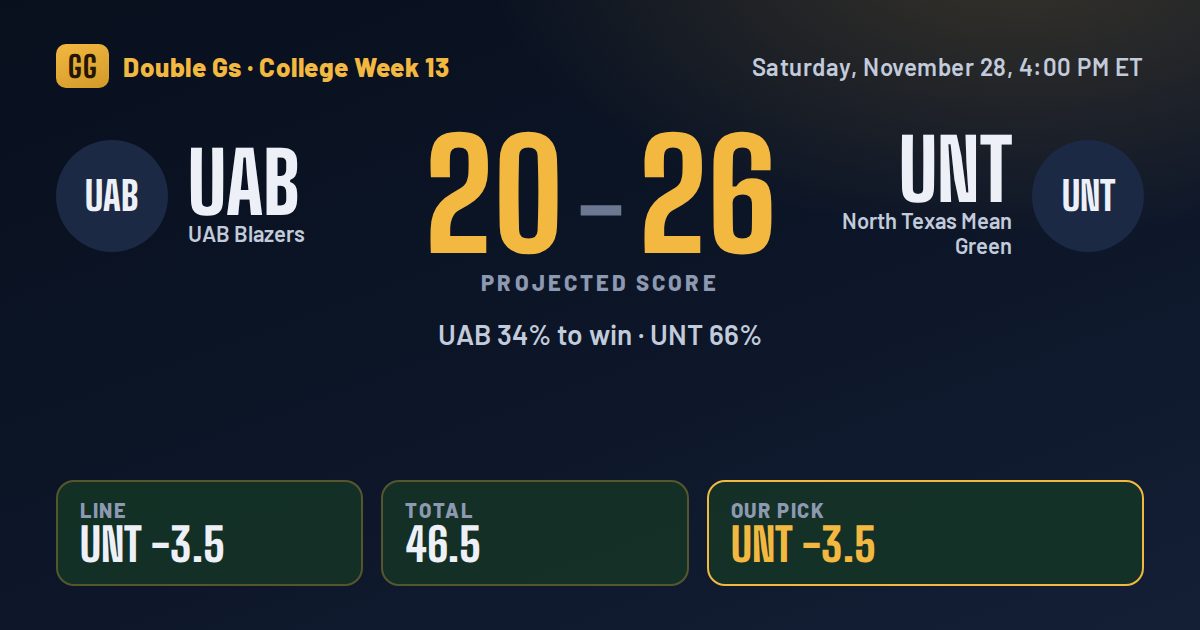 GG Double Gs · College Week 13
Saturday, November 28, 4:00 PM ET
UAB
UAB
UAB Blazers
20 – 26
PROJECTED SCORE
UAB 34% to win · UNT 66%
UNT
North Texas Mean
Green
UNT
LINE
UNT −3.5
TOTAL
46.5
OUR PICK
UNT −3.5